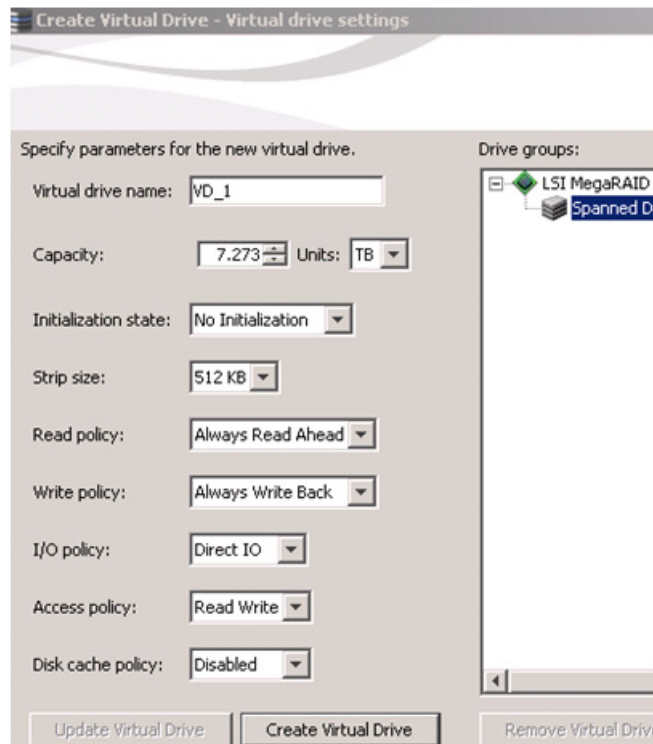 Create Virtual Drive - Virtual drive settings
Specify parameters for the new virtual drive.
Virtual drive name: VD_1
Capacity: 7.273 Units: TB
Initialization state: No Initialization
Strip size: 512 KB
Read policy: Always Read Ahead
Write policy: Always Write Back
I/O policy: Direct IO
Access policy: Read Write
Disk cache policy: Disabled
Update Virtual Drive Create Virtual Drive
Drive groups:
LSI MegaRAID
Spanned D
Remove Virtual Drive